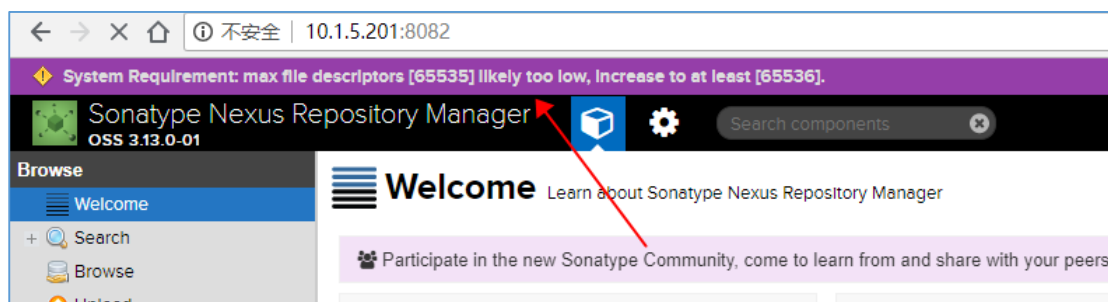 不安全 | 10.1.5.201:8082
System Requirement: max file descriptors [65535] likely too low, increase to at least [65536].
Sonatype Nexus Repository Manager
OSS 3.13.0-01
Search components
Browse
Welcome
Search
Browse
Upload
Welcome Learn about Sonatype Nexus Repository Manager
Participate in the new Sonatype Community, come to learn from and share with your peers